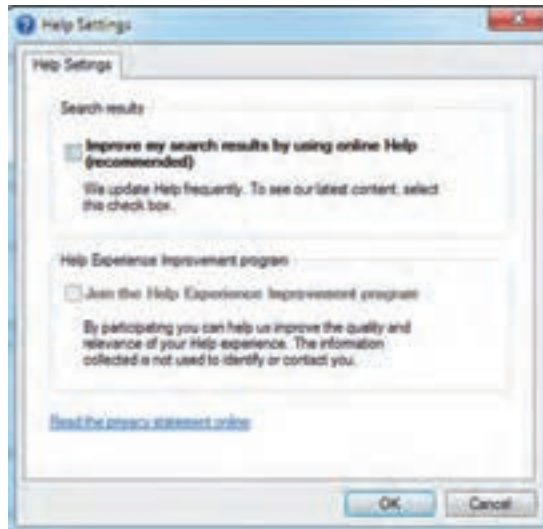 Help Settings
Help Settings
Search results
Improve my search results by using online Help
(recommended)
We update Help frequently. To see our latest content, select
this check box.
Help Experience Improvement program
Join the Help Experience Improvement program
By participating you can help us improve the quality and
relevance of your Help experience. The information
collected is not used to identify or contact you.
Read the privacy statement online
OK
Cancel